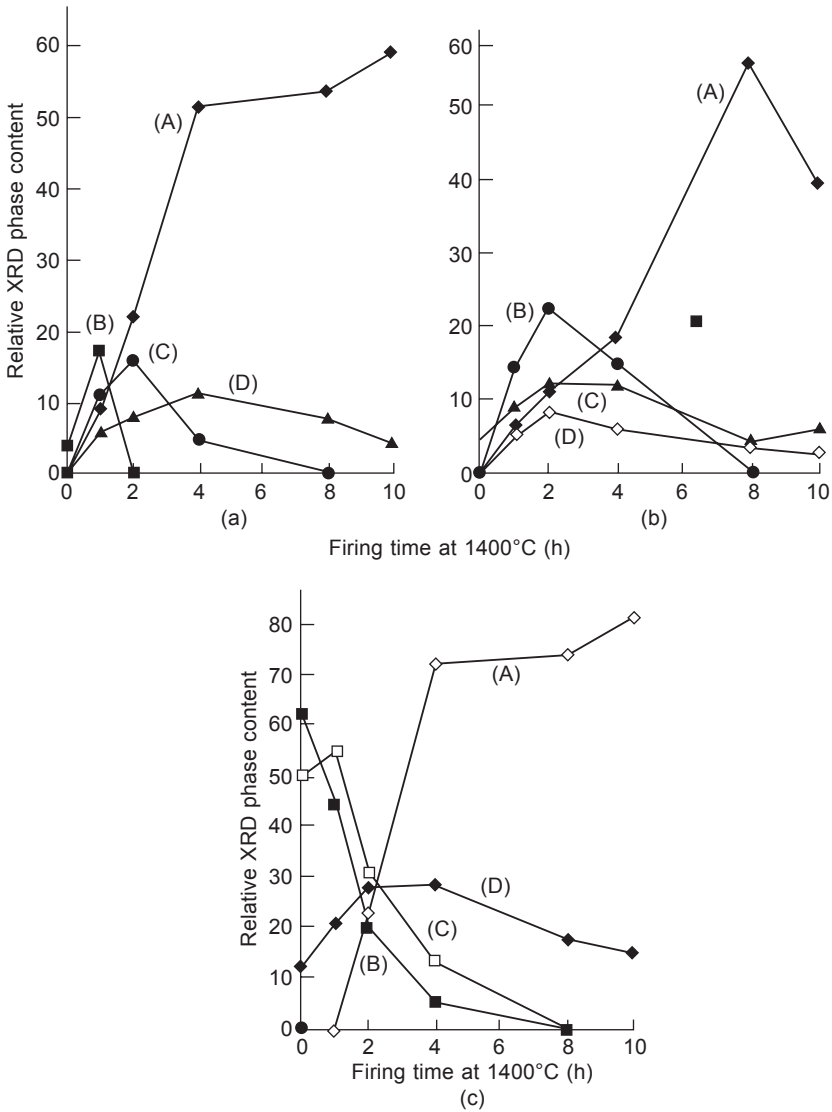 Relative XRD phase content
60
50
40
30
20
10
0
(A)
(B)
(C)
(D)
0 2 4 6 8 10
(a)
60
50
40
30
20
10
0
(A)
(B)
(C)
(D)
0 2 4 6 8 10
(b)
Firing time at 1400°C (h)
Relative XRD phase content
80
70
60
50
40
30
20
10
0
(A)
(D)
(C)
(B)
0 2 4 6 8 10
Firing time at 1400°C (h)
(c)